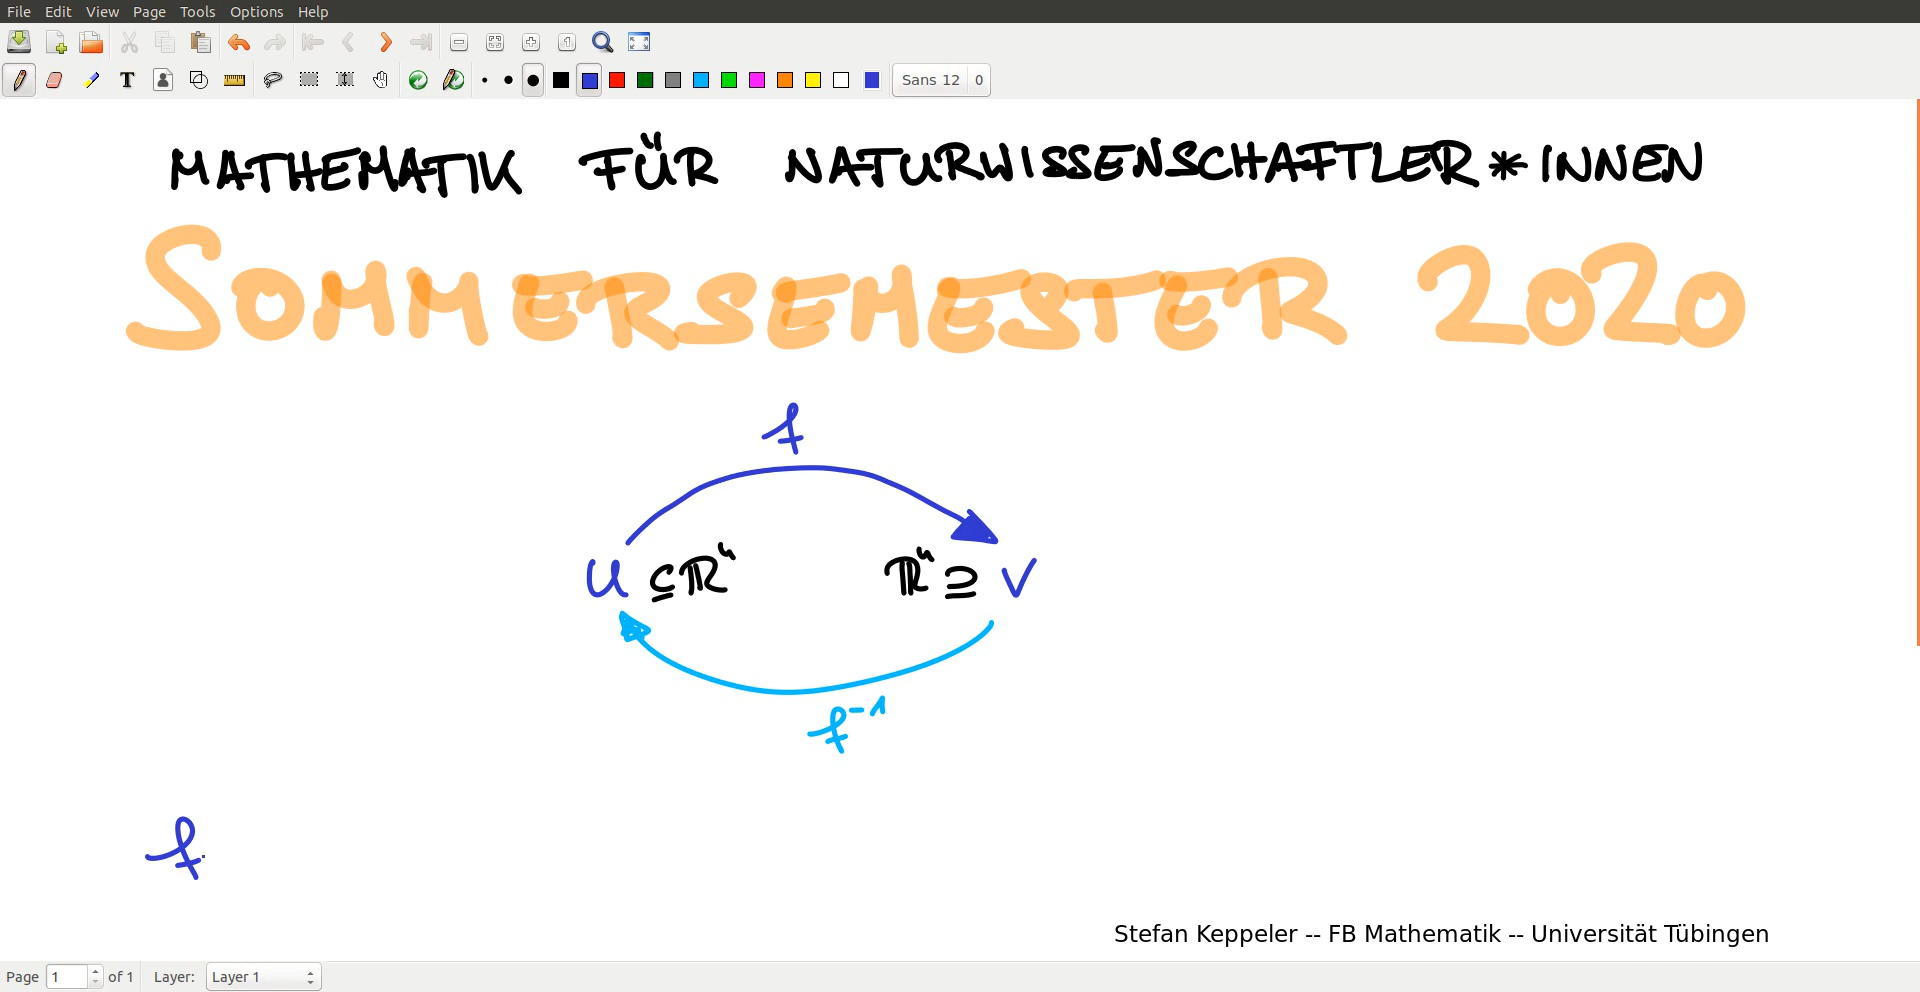 File Edit View Page Tools Options Help
Sans 12 0
MATHEMATIK FÜR NATURWISSENSCHAFTLER*INNEN
SOMMERSEMESTER 2020
f
U ⊆ ℝⁿ ℝⁿ ⊇ V
f⁻¹
f
Stefan Keppeler -- FB Mathematik -- Universität Tübingen
Page 1 of 1 Layer: Layer 1